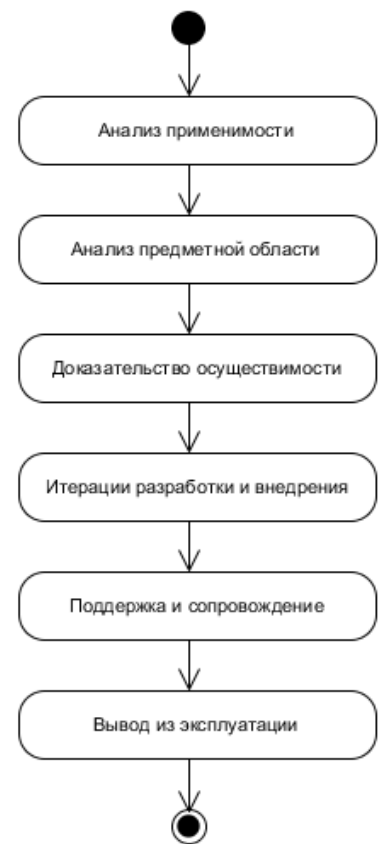 Анализ применимости
Анализ предметной области
Доказательство осуществимости
Итерации разработки и внедрения
Поддержка и сопровождение
Вывод из эксплуатации